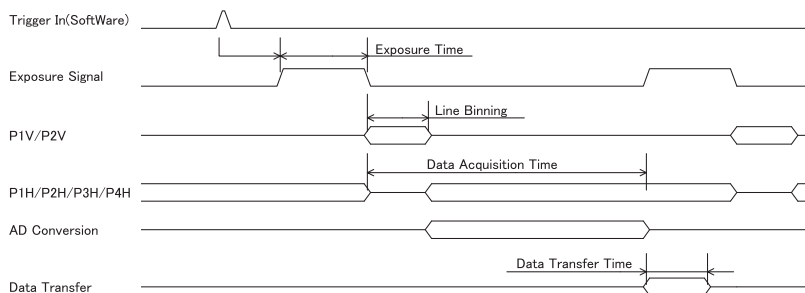 Trigger In(SoftWare)
Exposure Time
Exposure Signal
Line Binning
P1V/P2V
Data Acquisition Time
P1H/P2H/P3H/P4H
AD Conversion
Data Transfer Time
Data Transfer